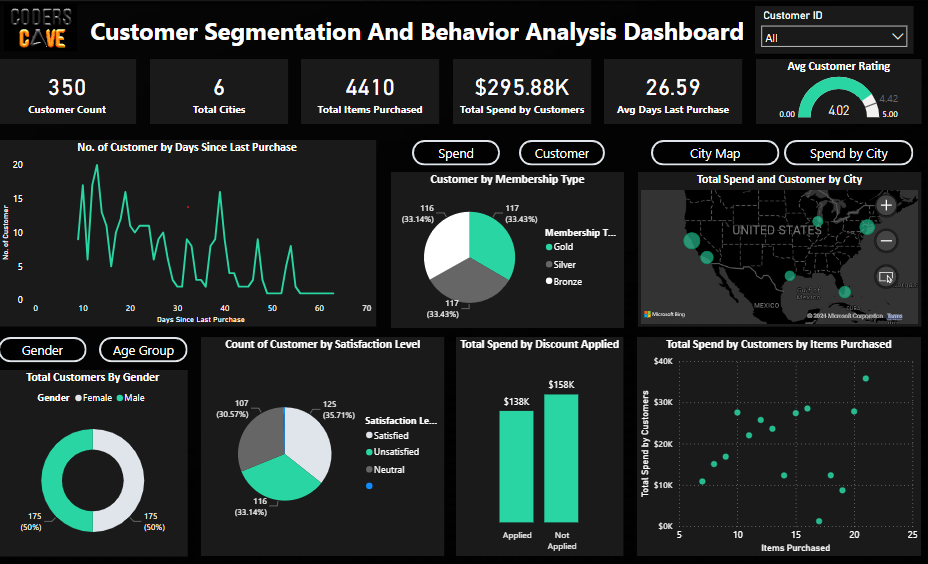 CODERS
CAVE
Customer Segmentation And Behavior Analysis Dashboard
Customer ID
All
350
Customer Count
6
Total Cities
4410
Total Items Purchased
$295.88K
Total Spend by Customers
26.59
Avg Days Last Purchase
Avg Customer Rating
4.42
0.00
4.02
5.00
No. of Customer by Days Since Last Purchase
No. of Customer
20
15
10
5
0
0 10 20 30 40 50 60 70
Days Since Last Purchase
Spend
Customer
Customer by Membership Type
116
(33.14%)
117
(33.43%)
117
(33.43%)
Membership T...
Gold
Silver
Bronze
City Map
Spend by City
Total Spend and Customer by City
UNITED STATES
MEXICO
Gulf of
Mexico
Microsoft Bing
© 2024 Microsoft Corporation Terms
Gender
Age Group
Total Customers By Gender
Gender Female Male
175
(50%)
175
(50%)
Count of Customer by Satisfaction Level
107
(30.57%)
125
(35.71%)
116
(33.14%)
Satisfaction Le...
Satisfied
Unsatisfied
Neutral
Total Spend by Discount Applied
$138K
$158K
Applied
Not
Applied
Total Spend by Customers by Items Purchased
Total Spend by Customers
$40K
$30K
$20K
$10K
$0K
5 10 15 20 25
Items Purchased